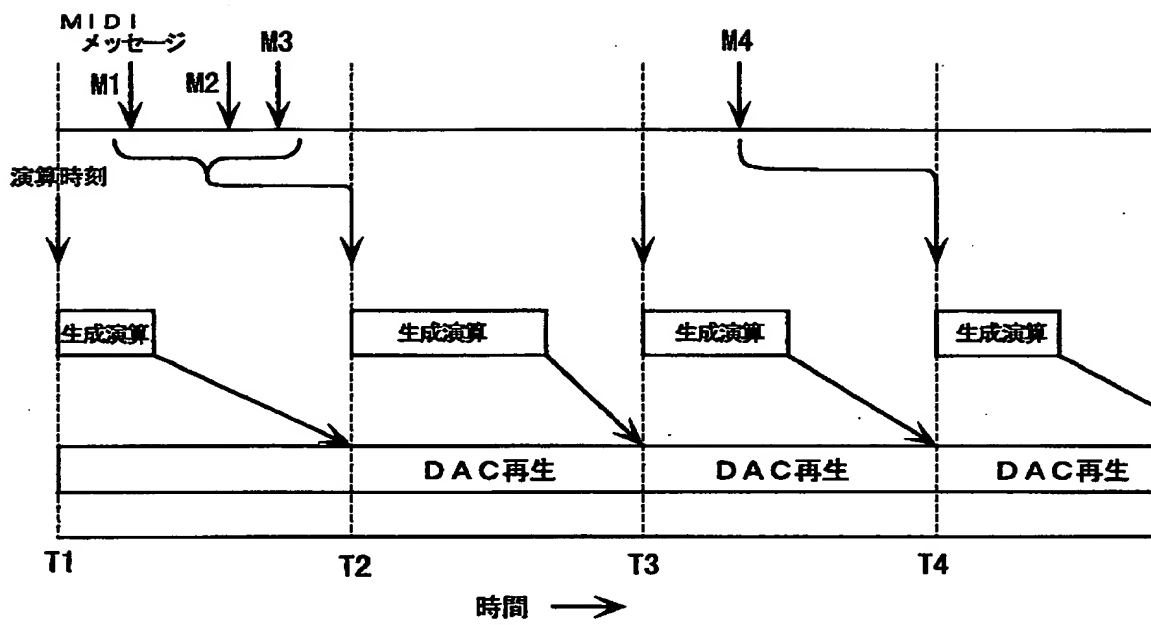 ＭＩＤＩ
メッセージ
M1
M2
M3
M4
演算時刻
生成演算
生成演算
生成演算
生成演算
ＤＡＣ再生
ＤＡＣ再生
ＤＡＣ再生
T1
T2
T3
T4
時間